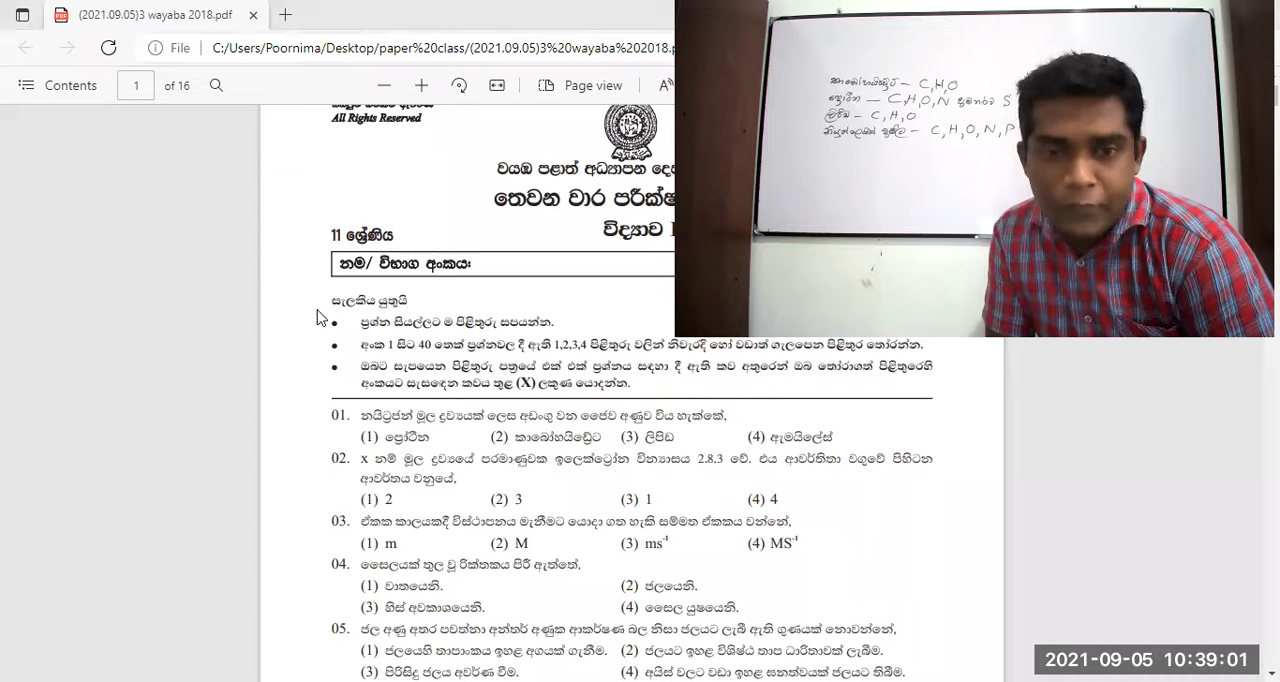 (2021.09.05)3 wayaba 2018.pdf
File
C:/Users/Poornima/Desktop/paper%20class/(2021.09.05)3%20wayaba%202018.p
Contents
1 of 16
Page view
All Rights Reserved
වයඹ පළාත් අධ්‍යාපන දෙ
තෙවන වාර පරීක්ෂ
11 ශ්‍රේණිය
විද්‍යාව I
නම/ විභාග අංකය:
සැලකිය යුතුයි
• ප්‍රශ්න සියල්ලට ම පිළිතුරු සපයන්න.
• අංක 1 සිට 40 තෙක් ප්‍රශ්නවල දී ඇති 1,2,3,4 පිළිතුරු වලින් නිවැරදි හෝ වඩාත් ගැලපෙන පිළිතුර තෝරන්න.
• ඔබට සැපයෙන පිළිතුරු පත්‍රයේ එක් එක් ප්‍රශ්නය සඳහා දී ඇති කව අතුරෙන් ඔබ තෝරාගත් පිළිතුරෙහි
අංකයට සැසඳෙන කවය තුළ (X) ලකුණ යොදන්න.
01. නයිට්‍රජන් මූල ද්‍රව්‍යයක් ලෙස අඩංගු වන ජෛව අණුව විය හැක්කේ,
(1) ප්‍රෝටීන (2) කාබෝහයිඩ්‍රේට (3) ලිපිඩ (4) ඇමයිලේස්
02. x නම් මූල ද්‍රව්‍යයේ පරමාණුවක ඉලෙක්ට්‍රෝන වින්‍යාසය 2.8.3 වේ. එය ආවර්තිතා වගුවේ පිහිටන
ආවර්තය වනුයේ,
(1) 2 (2) 3 (3) 1 (4) 4
03. ඒකක කාලයකදී විස්ථාපනය මැනීමට යොදා ගත හැකි සම්මත ඒකකය වන්නේ,
(1) m (2) M (3) ms⁻¹ (4) MS⁻¹
04. සෛලයක් තුල වූ රික්තකය පිරී ඇත්තේ,
(1) වාතයෙනි. (2) ජලයෙනි.
(3) හිස් අවකාශයෙනි. (4) සෛල යුෂයෙනි.
05. ජල අණු අතර පවත්නා අන්තර් අණුක ආකර්ෂණ බල නිසා ජලයට ලැබී ඇති ගුණයක් නොවන්නේ,
(1) ජලයෙහි තාපාංකය ඉහළ අගයක් ගැනීම. (2) ජලයට ඉහළ විශිෂ්ඨ තාප ධාරිතාවක් ලැබීම.
(3) පිරිසිදු ජලය අවර්ණ වීම. (4) අයිස් වලට වඩා ඉහළ ඝනත්වයක් ජලයට තිබීම.
කාබෝහයිඩ්‍රේට - C, H, O
ප්‍රොටීන - C, H, O, N S
ලිපිඩ - C, H, O
C, H, O, N, P
2021-09-05 10:39:01